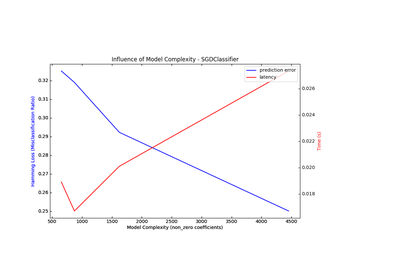 Influence of Model Complexity - SGDClassifier
prediction error
latency
Hamming Loss (Misclassification Ratio)
0.32
0.31
0.30
0.29
0.28
0.27
0.26
0.25
0.026
0.024
0.022
0.020
0.018
Time (s)
500 1000 1500 2000 2500 3000 3500 4000 4500
Model Complexity (non_zero coefficients)